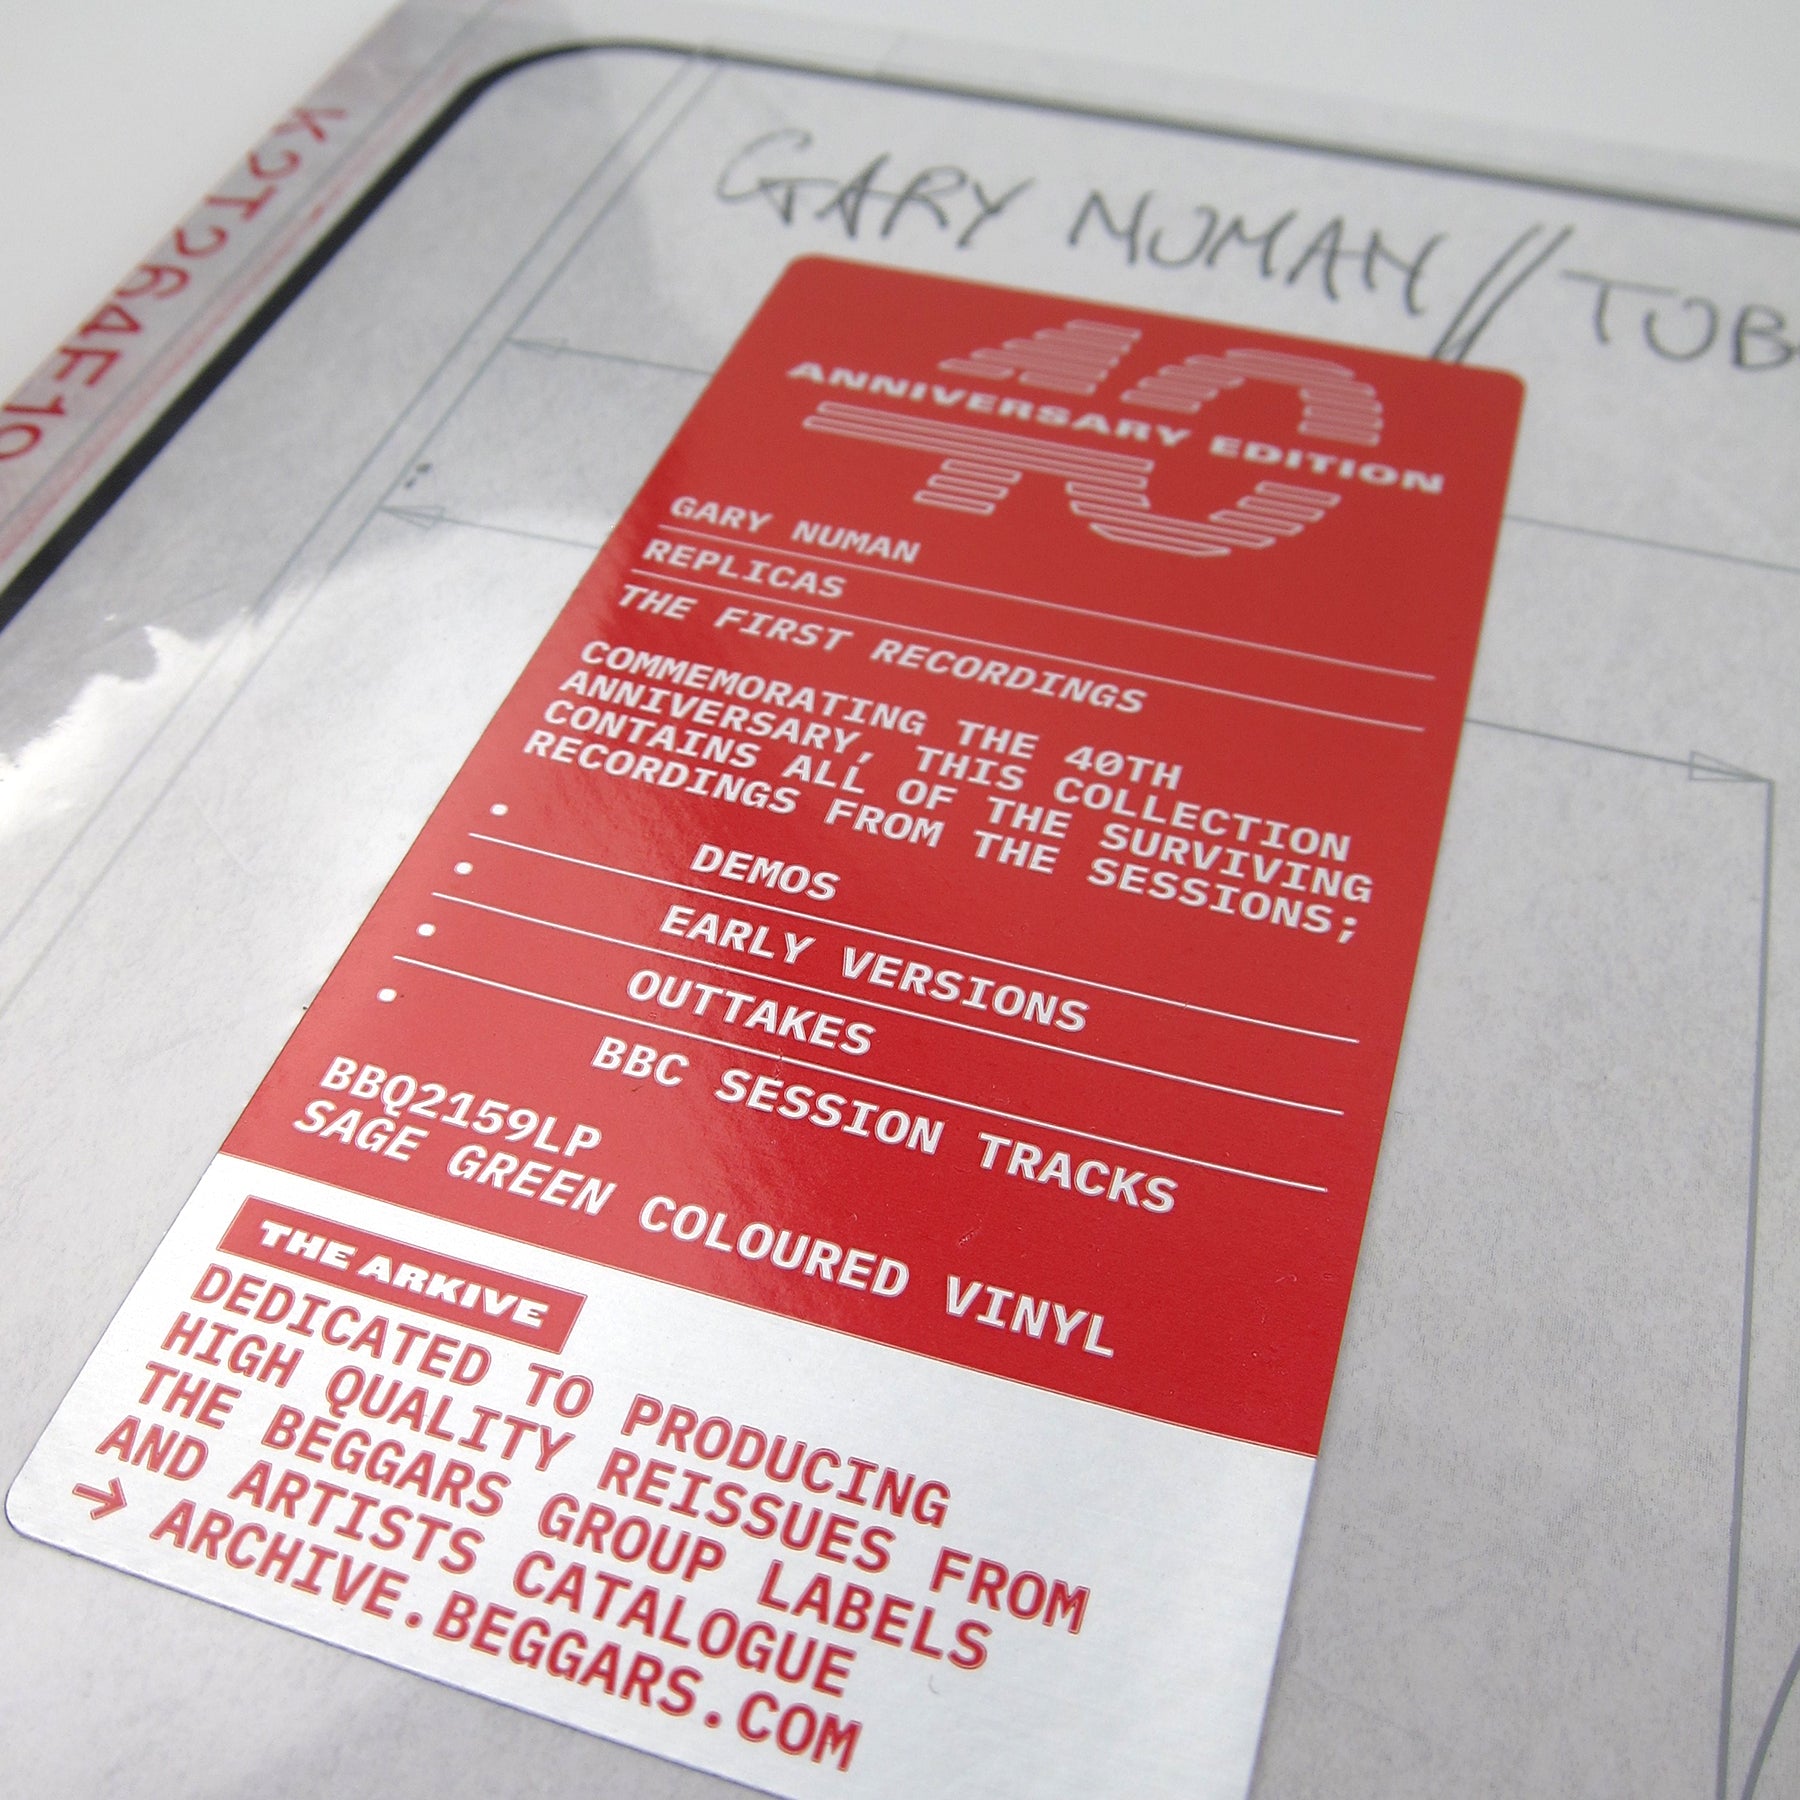 K2T264F19
GARY NUMAN // TUB
40
ANNIVERSARY EDITION
GARY NUMAN
REPLICAS
THE FIRST RECORDINGS
COMMEMORATING THE 40TH
ANNIVERSARY, THIS COLLECTION
CONTAINS ALL OF THE SURVIVING
RECORDINGS FROM THE SESSIONS;
• DEMOS
• EARLY VERSIONS
• OUTTAKES
• BBC SESSION TRACKS
BBQ2159LP
SAGE GREEN COLOURED VINYL
THE ARKIVE
DEDICATED TO PRODUCING
HIGH QUALITY REISSUES FROM
THE BEGGARS GROUP LABELS
AND ARTISTS CATALOGUE
→ ARCHIVE.BEGGARS.COM